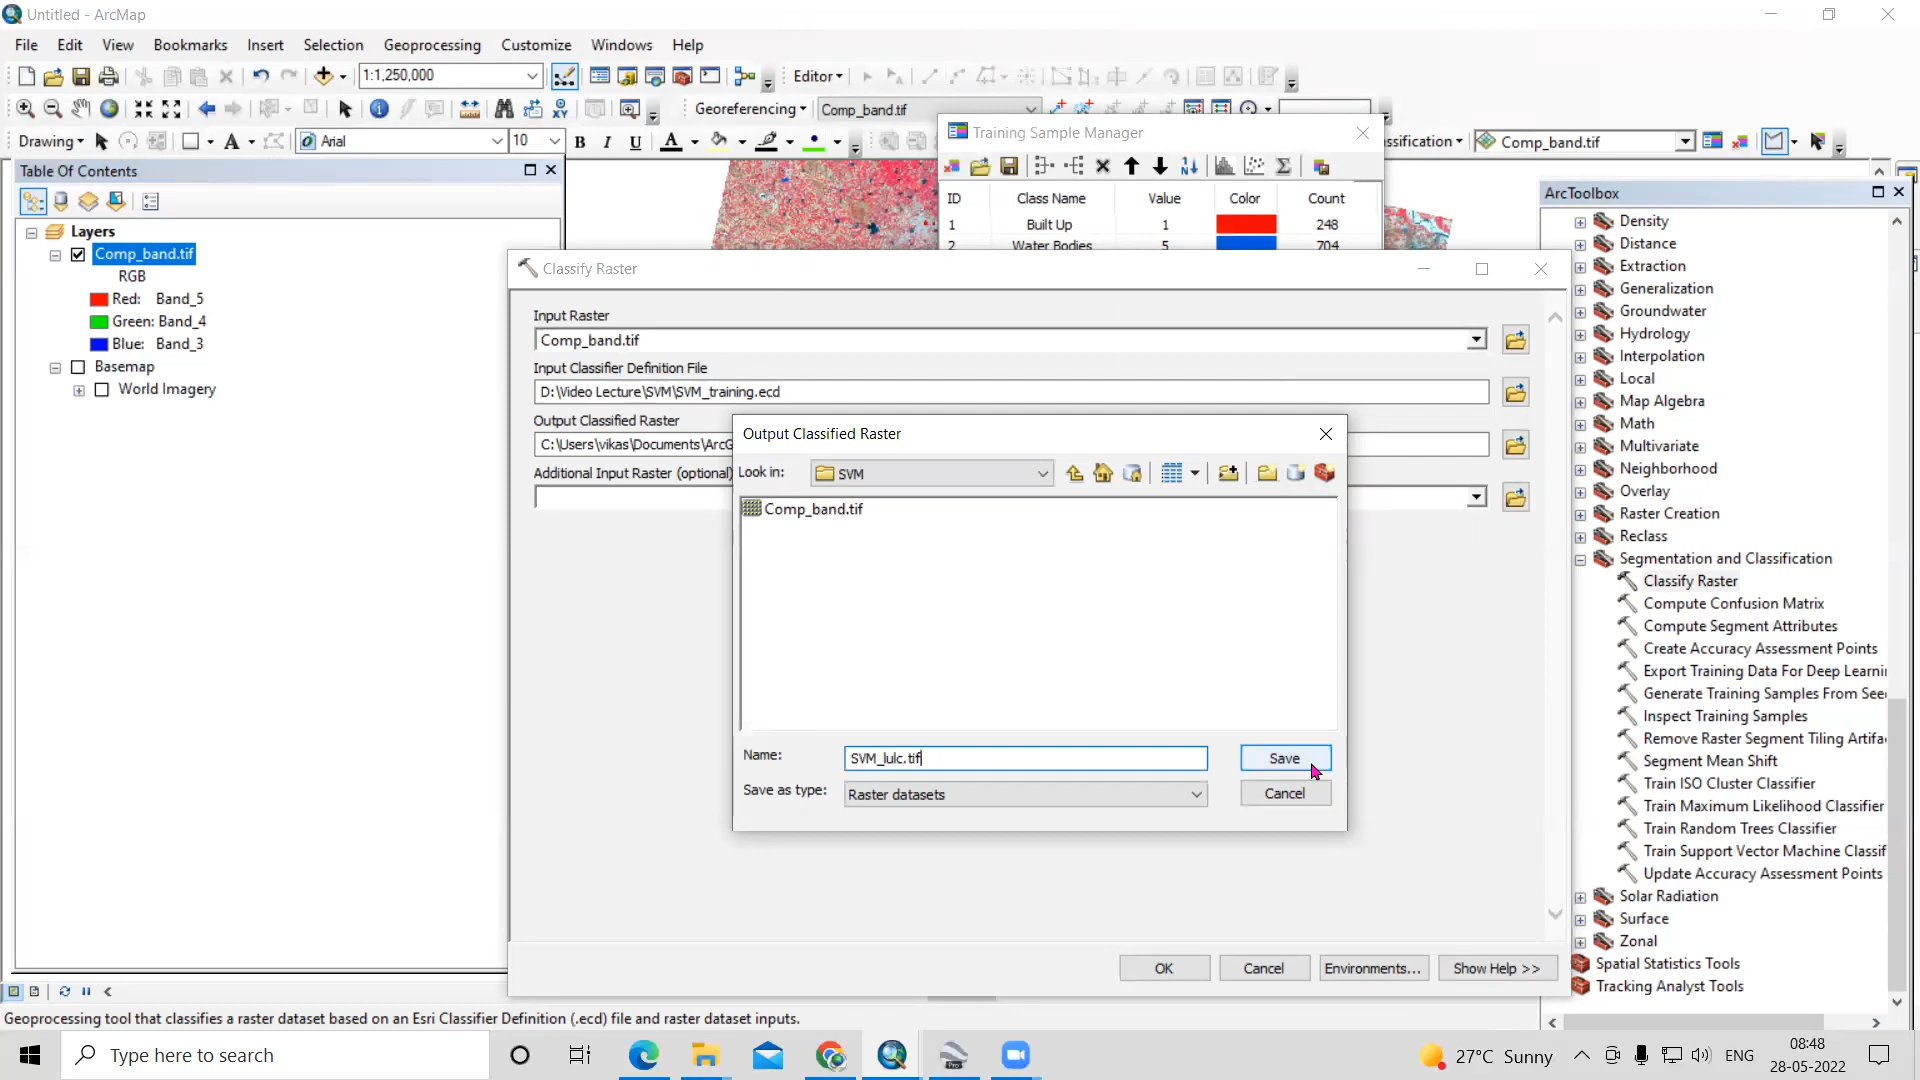 Untitled - ArcMap
File Edit View Bookmarks Insert Selection Geoprocessing Customize Windows Help
1:1,250,000
Editor
Georeferencing
Comp_band.tif
Drawing
Arial
10
B I U
Table Of Contents
Layers
Comp_band.tif
RGB
Red: Band_5
Green: Band_4
Blue: Band_3
Basemap
World Imagery
Training Sample Manager
ID Class Name Value Color Count
1 Built Up 1 248
2 Water Bodies 5 704
ssification
Comp_band.tif
Classify Raster
Input Raster
Comp_band.tif
Input Classifier Definition File
D:\Video Lecture\SVM\SVM_training.ecd
Output Classified Raster
C:\Users\vikas\Documents\ArcG
Additional Input Raster (optional)
Output Classified Raster
Look in:
SVM
Comp_band.tif
Name:
SVM_lulc.tif
Save
Save as type:
Raster datasets
Cancel
OK
Cancel
Environments...
Show Help >>
ArcToolbox
Density
Distance
Extraction
Generalization
Groundwater
Hydrology
Interpolation
Local
Map Algebra
Math
Multivariate
Neighborhood
Overlay
Raster Creation
Reclass
Segmentation and Classification
Classify Raster
Compute Confusion Matrix
Compute Segment Attributes
Create Accuracy Assessment Points
Export Training Data For Deep Learni
Generate Training Samples From See
Inspect Training Samples
Remove Raster Segment Tiling Artifa
Segment Mean Shift
Train ISO Cluster Classifier
Train Maximum Likelihood Classifier
Train Random Trees Classifier
Train Support Vector Machine Classif
Update Accuracy Assessment Points
Solar Radiation
Surface
Zonal
Spatial Statistics Tools
Tracking Analyst Tools
Geoprocessing tool that classifies a raster dataset based on an Esri Classifier Definition (.ecd) file and raster dataset inputs.
Type here to search
27°C Sunny
ENG
08:48
28-05-2022